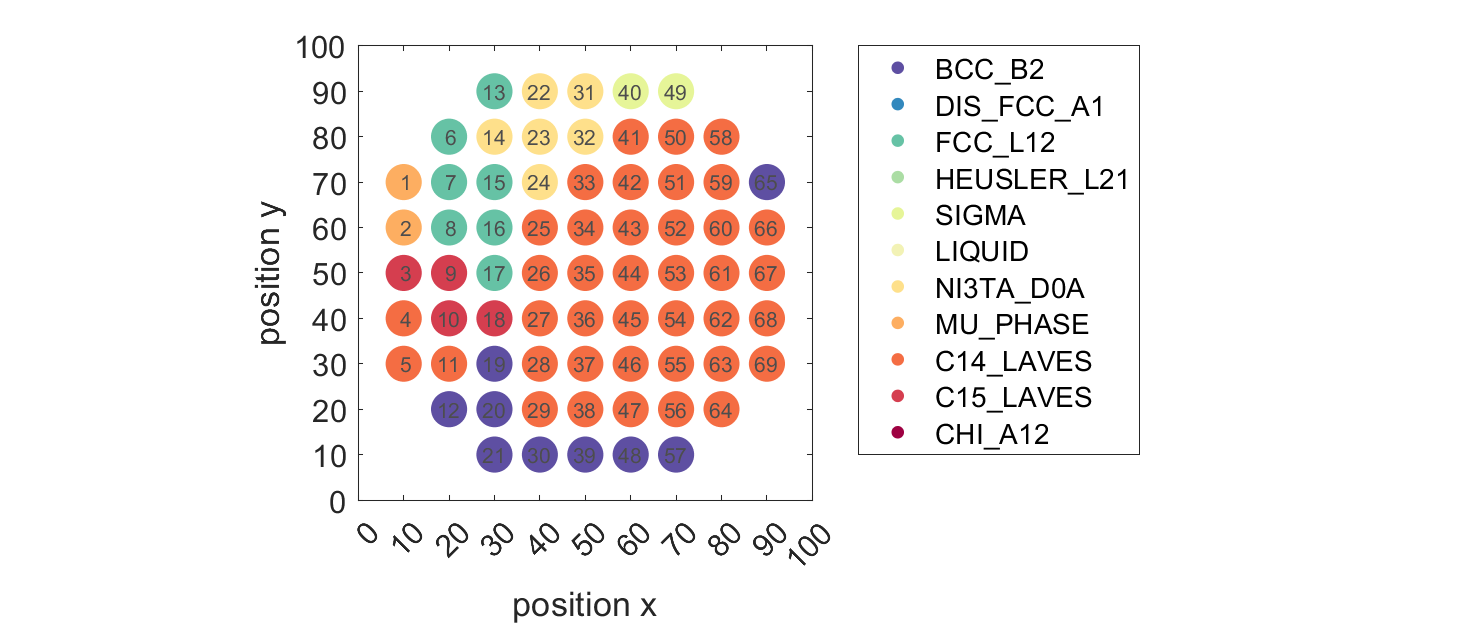 100
90
80
70
60
50
40
30
20
10
0
position y
13 22 31 40 49
6 14 23 32 41 50 58
1 7 15 24 33 42 51 59 65
2 8 16 25 34 43 52 60 66
3 9 17 26 35 44 53 61 67
4 10 18 27 36 45 54 62 68
5 11 19 28 37 46 55 63 69
12 20 29 38 47 56 64
21 30 39 48 57
0 10 20 30 40 50 60 70 80 90 100
position x
BCC_B2
DIS_FCC_A1
FCC_L12
HEUSLER_L21
SIGMA
LIQUID
NI3TA_D0A
MU_PHASE
C14_LAVES
C15_LAVES
CHI_A12